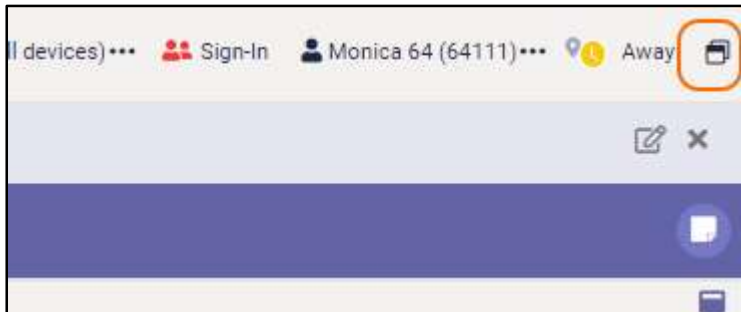 devices)••• Sign-In Monica 64 (64111)••• Away